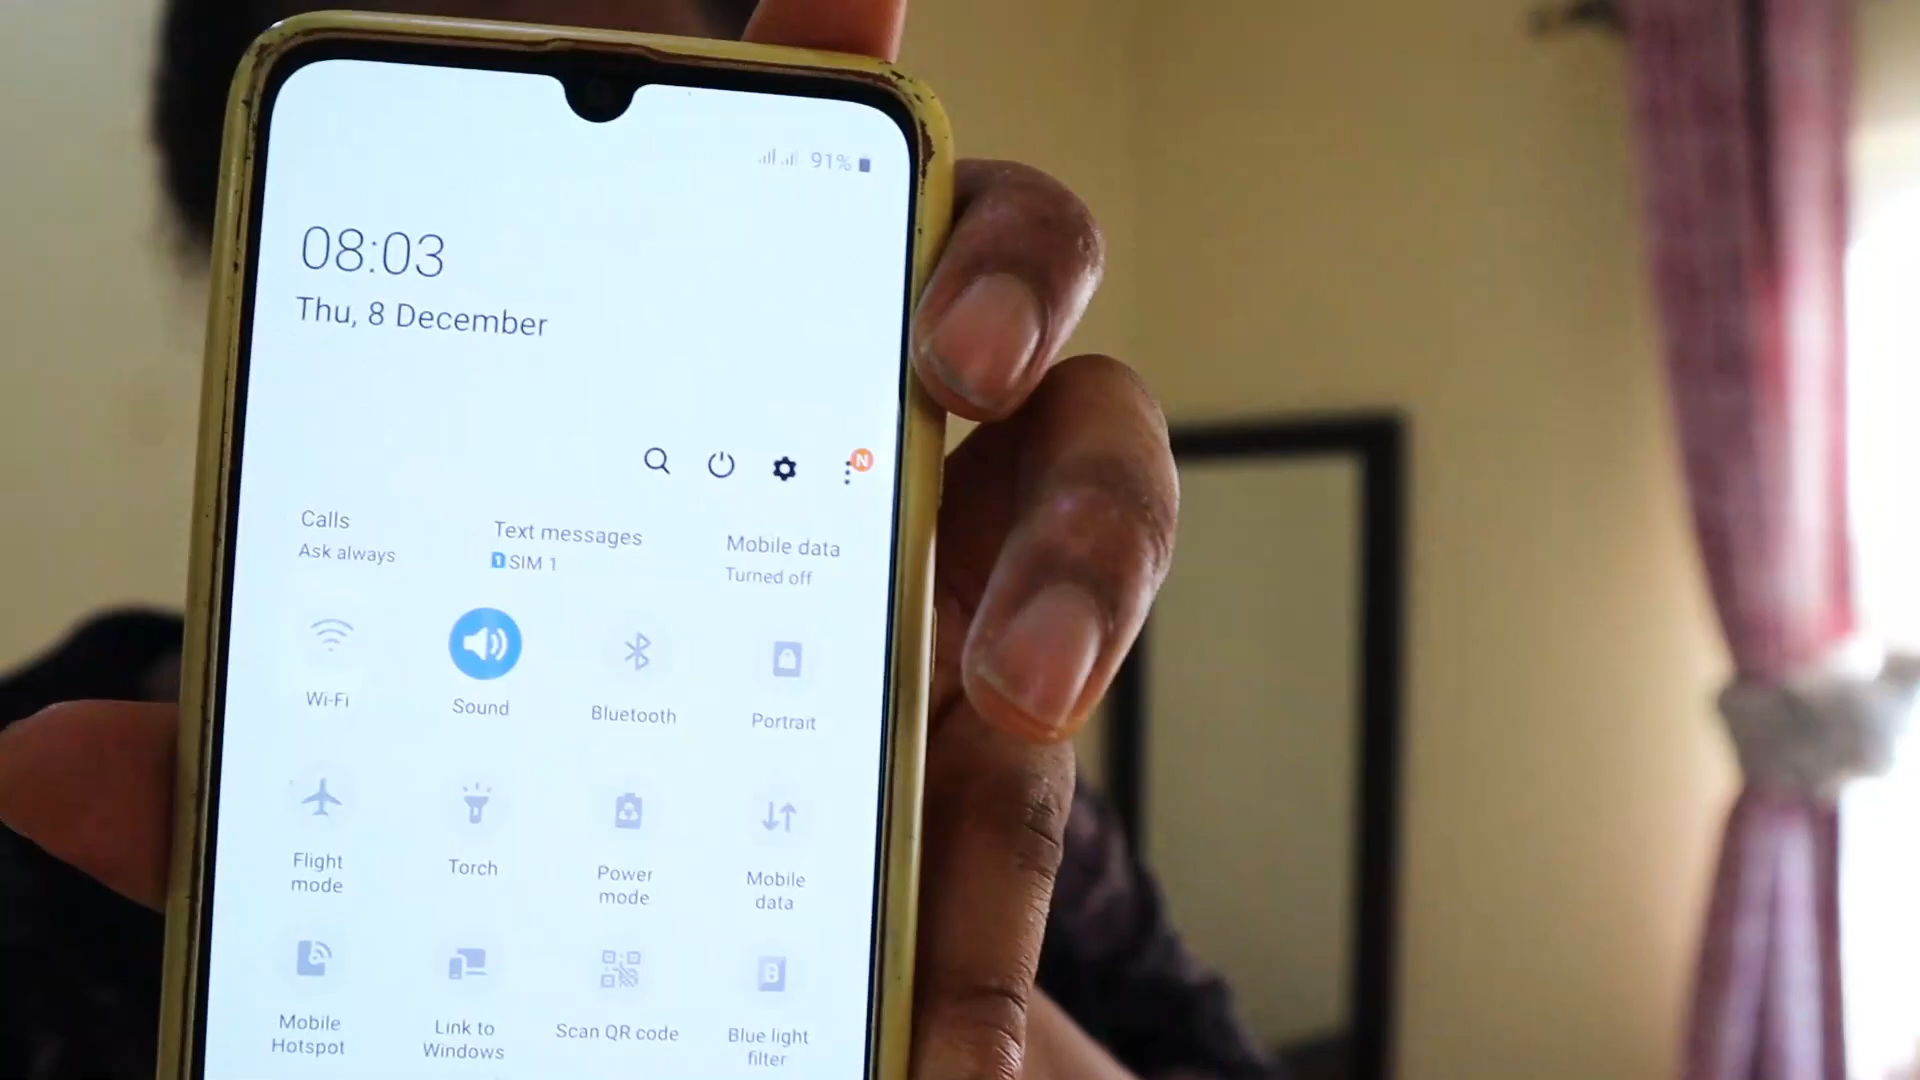 91%
08:03
Thu, 8 December
N
Calls
Ask always
Text messages
1 SIM 1
Mobile data
Turned off
Wi-Fi
Sound
Bluetooth
Portrait
Flight
mode
Torch
Power
mode
Mobile
data
B
Mobile
Hotspot
Link to
Windows
Scan QR code
Blue light
filter